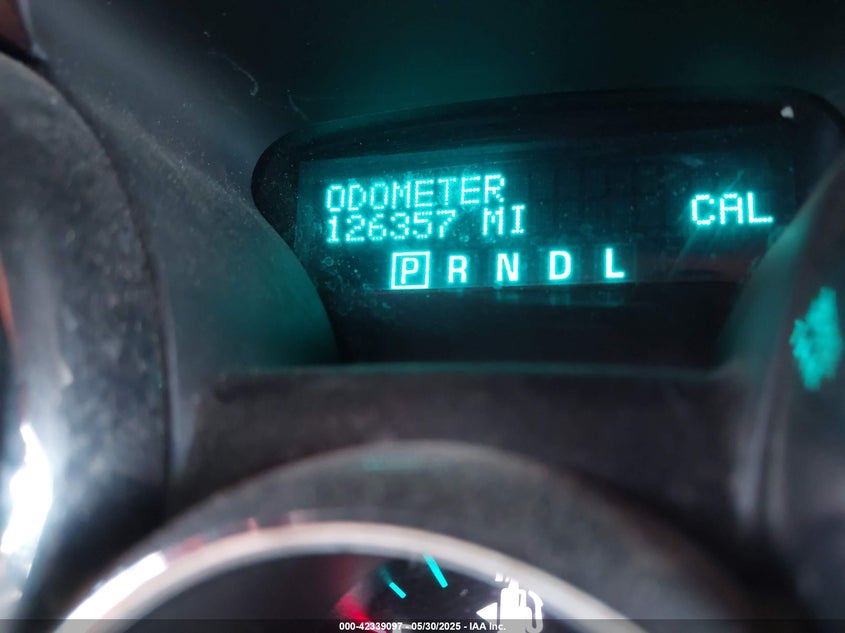 ODOMETER
126357 MI
CAL
P R N D L
000-42339097 - 05/30/2025 - IAA Inc.